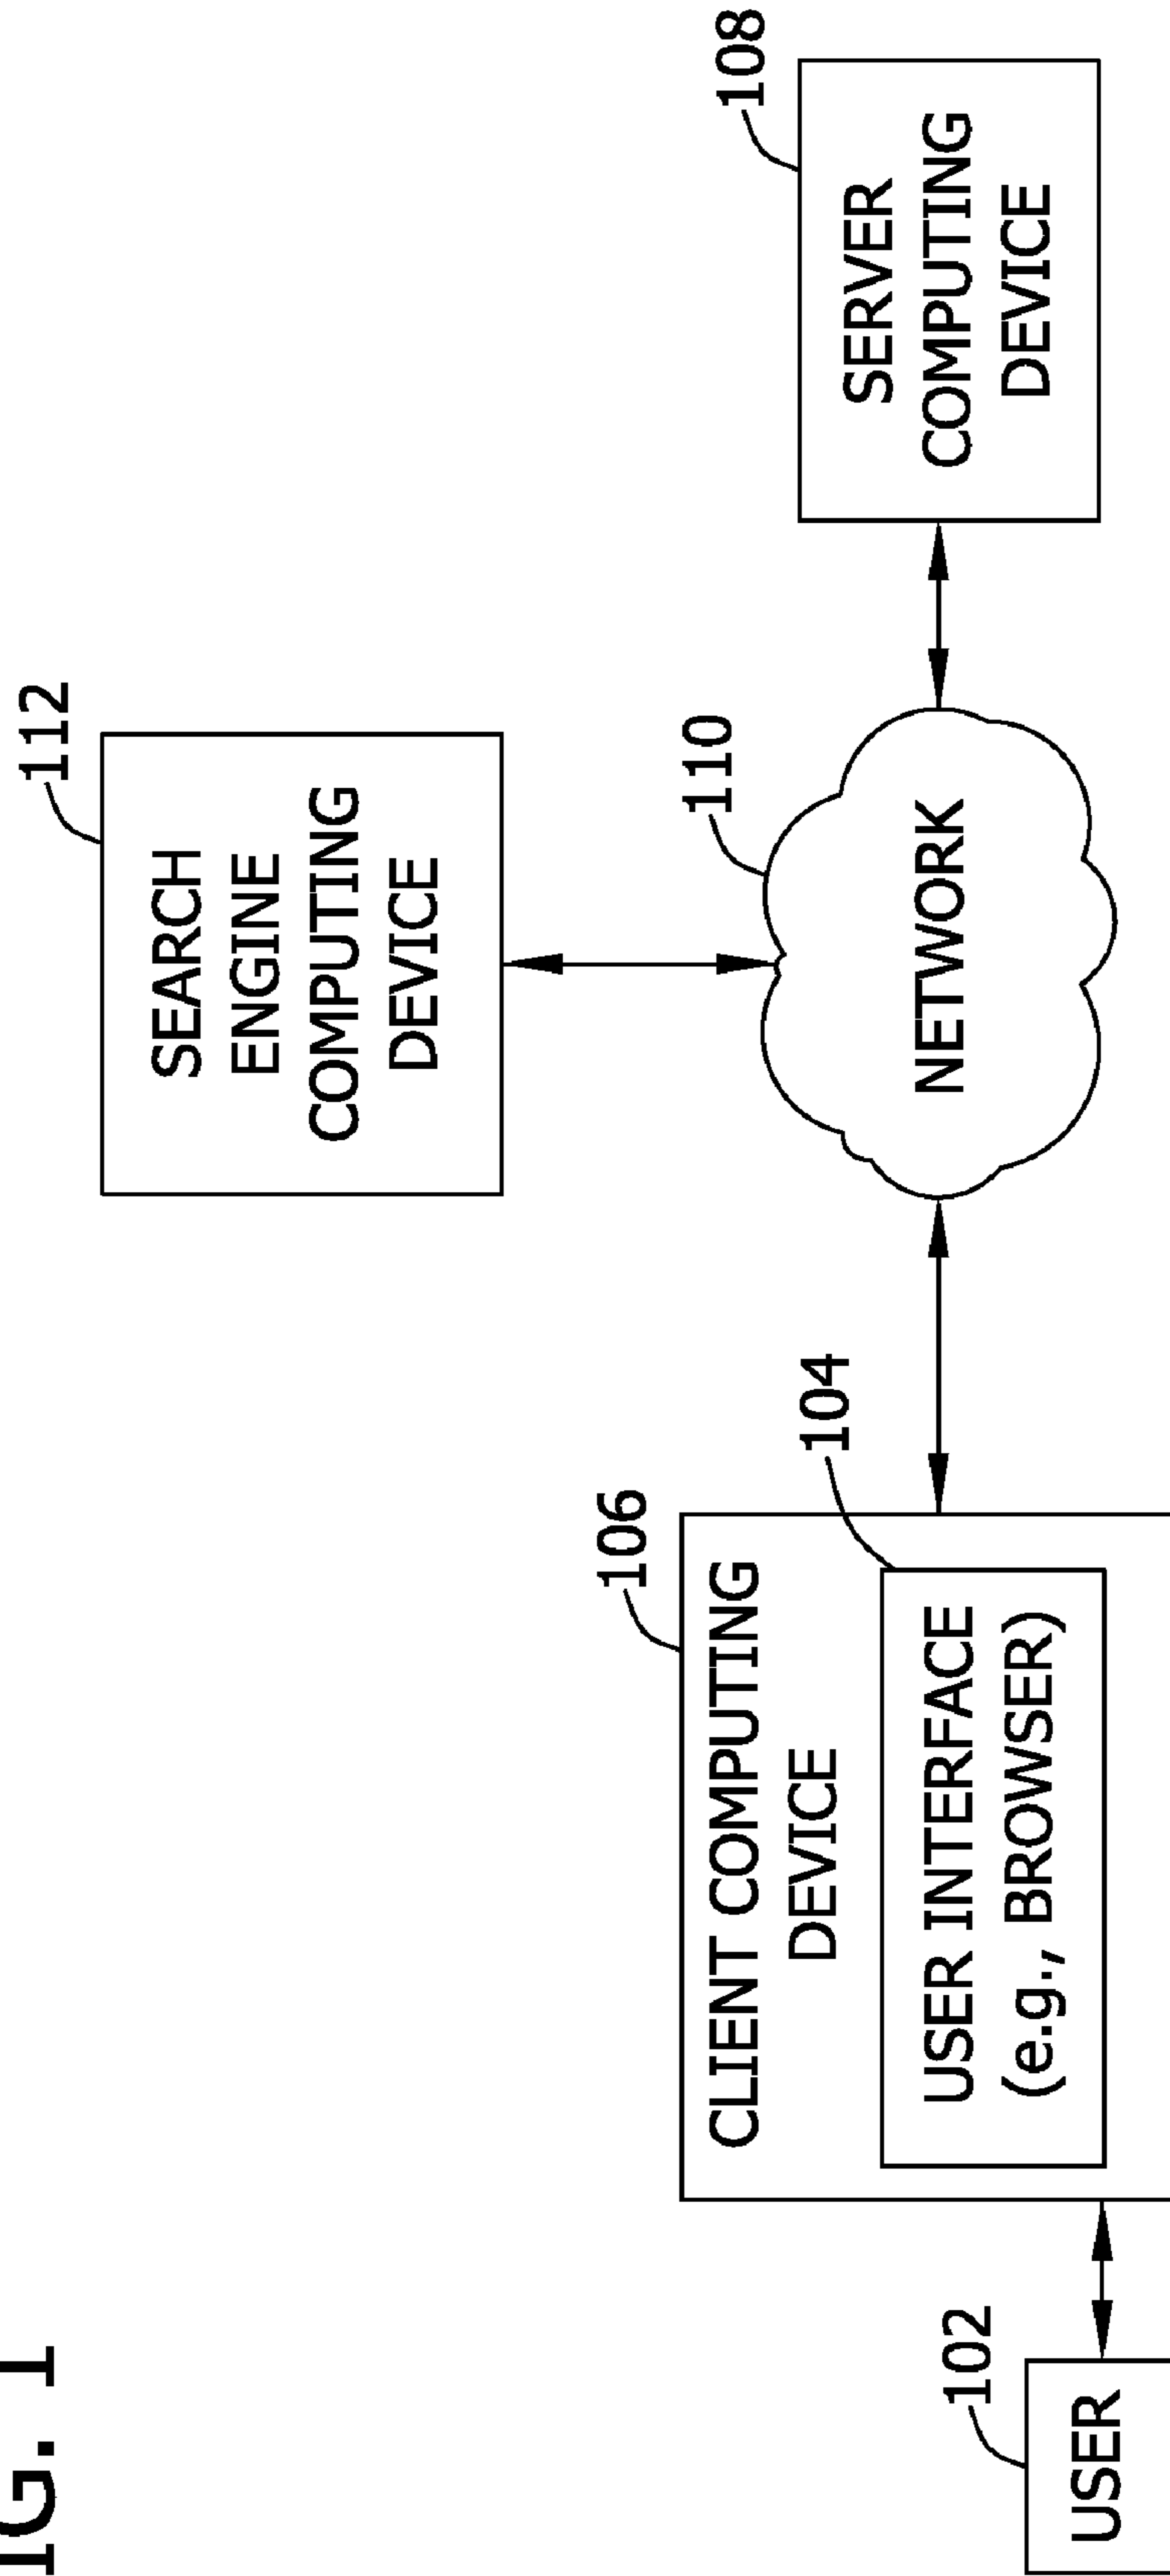 IG. 1
112
SEARCH
ENGINE
COMPUTING
DEVICE
108
SERVER
COMPUTING
DEVICE
110
NETWORK
106
CLIENT COMPUTING
DEVICE
104
USER INTERFACE
(e.g., BROWSER)
102
USER